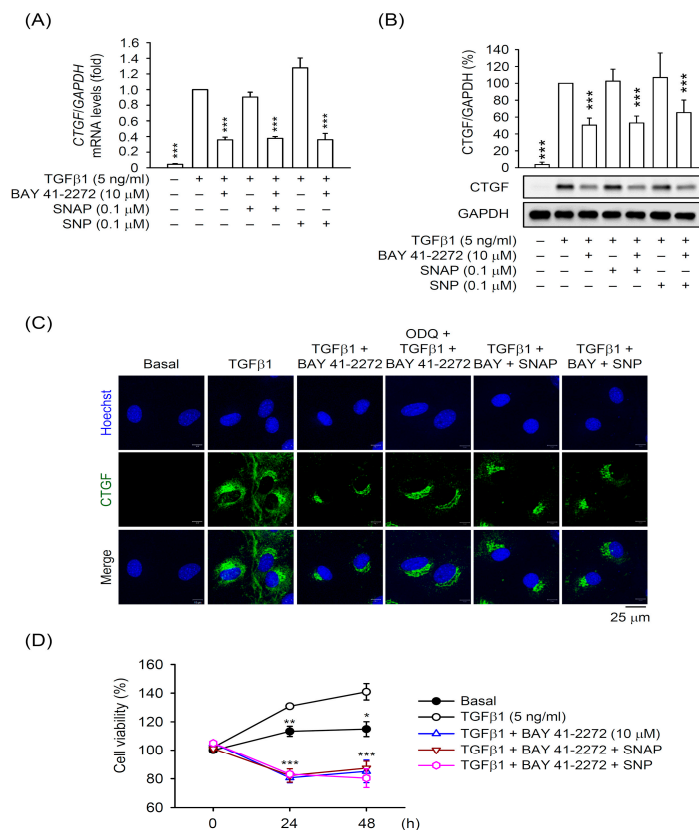 (A)
CTGF/GAPDH
mRNA levels (fold)
1.6
1.4
1.2
1.0
0.8
0.6
0.4
0.2
0
*** *** *** ***
TGFβ1 (5 ng/ml) – + + + + + +
BAY 41-2272 (10 μM) – – + – + – +
SNAP (0.1 μM) – – – + + – –
SNP (0.1 μM) – – – – – + +
(B)
CTGF/GAPDH (%)
140
120
100
80
60
40
20
0
*** *** *** ***
CTGF
GAPDH
TGFβ1 (5 ng/ml) – + + + + + +
BAY 41-2272 (10 μM) – – + – + – +
SNAP (0.1 μM) – – – + + – –
SNP (0.1 μM) – – – – – + +
(C)
Basal
TGFβ1
TGFβ1 +
BAY 41-2272
ODQ +
TGFβ1 +
BAY 41-2272
TGFβ1 +
BAY + SNAP
TGFβ1 +
BAY + SNP
Hoechst
CTGF
Merge
25 μm
(D)
Cell viability (%)
160
140
120
100
80
60
** *
*** ***
0 24 48 (h)
Basal
TGFβ1 (5 ng/ml)
TGFβ1 + BAY 41-2272 (10 μM)
TGFβ1 + BAY 41-2272 + SNAP
TGFβ1 + BAY 41-2272 + SNP